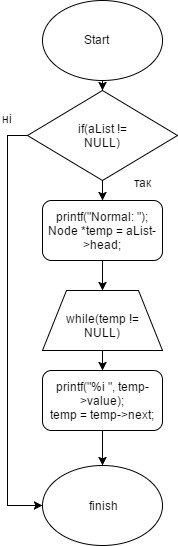 Start
ні
if(aList !=
NULL)
так
printf("Normal: ");
Node *temp = aList-
>head;
while(temp !=
NULL)
printf("%i ", temp-
>value);
temp = temp->next;
finish